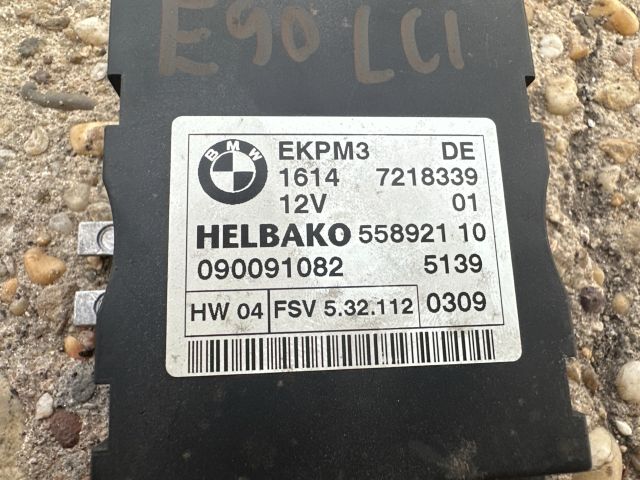 E90 LCI
BMW
EKPM3 DE
1614 7218339
12V 01
HELBAKO 558921 10
090091082 5139
HW 04 FSV 5.32.112 0309